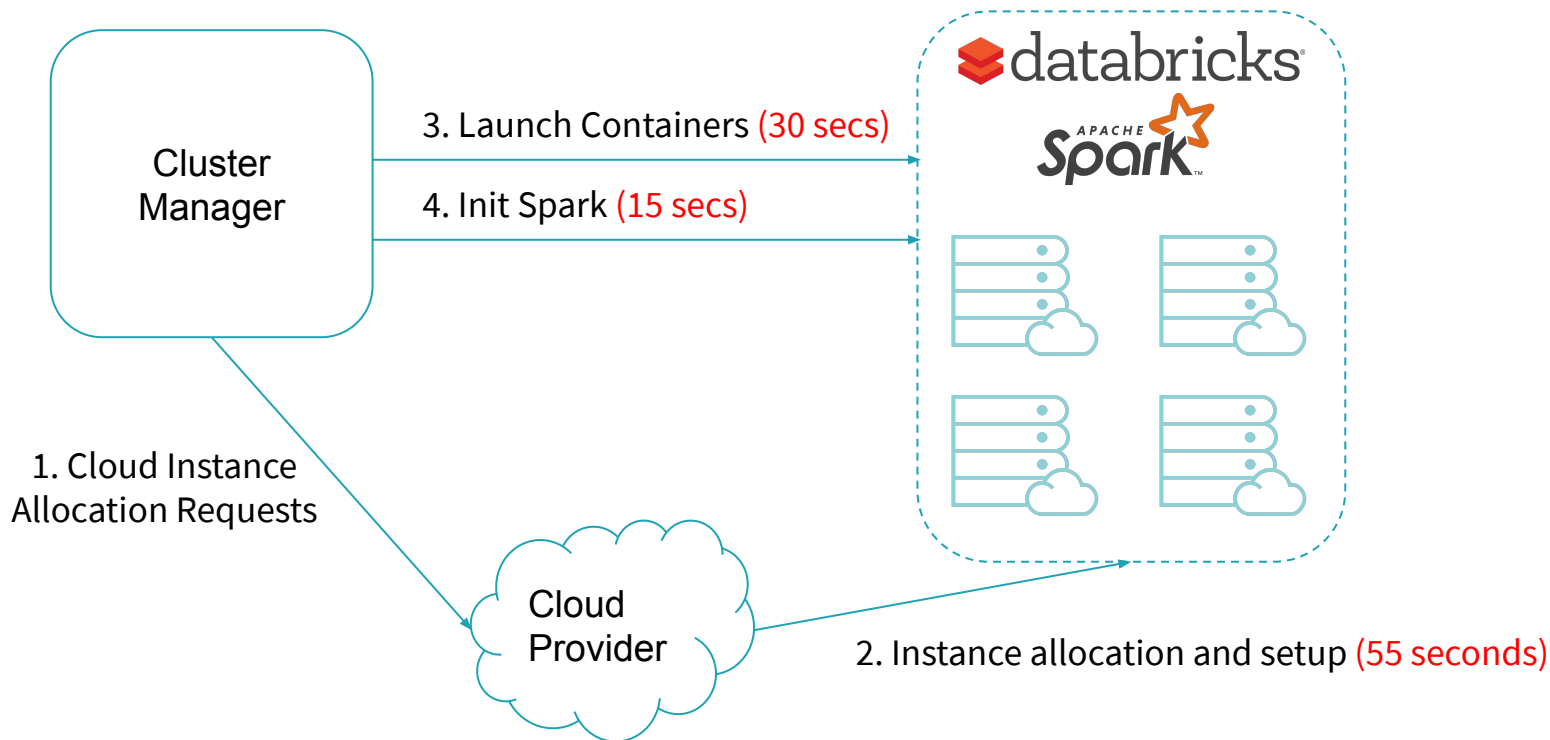 databricks®
APACHE
Spark™
3. Launch Containers (30 secs)
Cluster
Manager
4. Init Spark (15 secs)
1. Cloud Instance
Allocation Requests
Cloud
Provider
2. Instance allocation and setup (55 seconds)